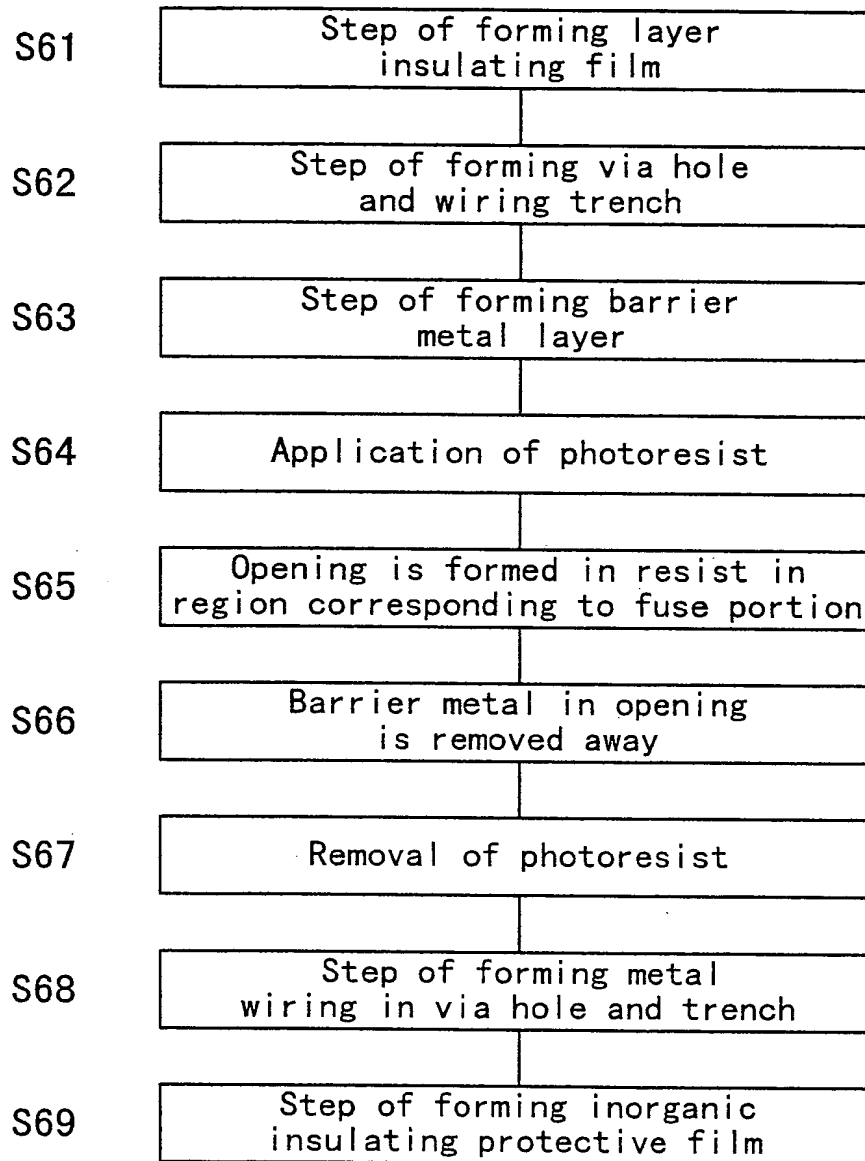 S61
Step of forming layer
insulating film
S62
Step of forming via hole
and wiring trench
S63
Step of forming barrier
metal layer
S64
Application of photoresist
S65
Opening is formed in resist in
region corresponding to fuse portion
S66
Barrier metal in opening
is removed away
S67
Removal of photoresist
S68
Step of forming metal
wiring in via hole and trench
S69
Step of forming inorganic
insulating protective film